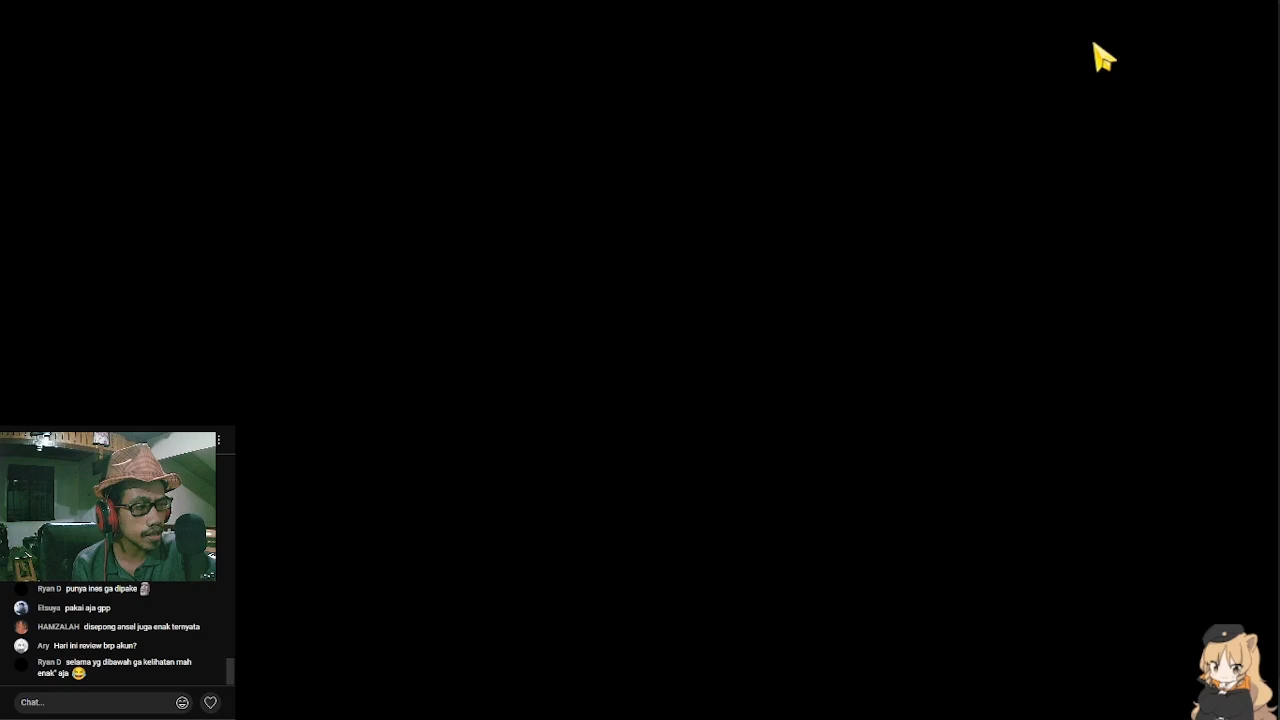 Ryan D punya ines ga dipake
Etsuya pakai aja gpp
HAMZALAH disepong ansel juga enak ternyata
Ary Hari ini review brp akun?
Ryan D selama yg dibawah ga kelihatan mah
enak" aja
Chat...